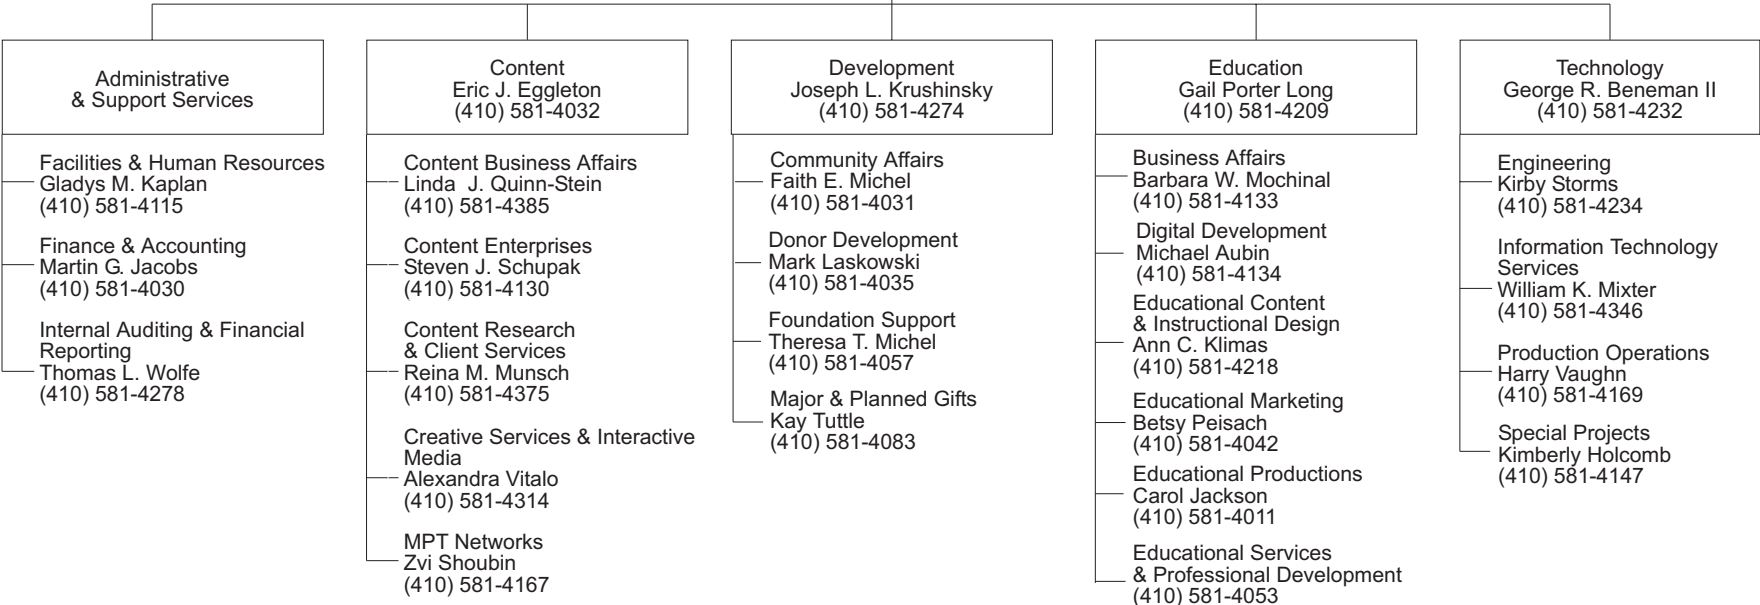 Administrative
& Support Services
Facilities & Human Resources
Gladys M. Kaplan
(410) 581-4115
Finance & Accounting
Martin G. Jacobs
(410) 581-4030
Internal Auditing & Financial
Reporting
Thomas L. Wolfe
(410) 581-4278
Content
Eric J. Eggleton
(410) 581-4032
Content Business Affairs
Linda J. Quinn-Stein
(410) 581-4385
Content Enterprises
Steven J. Schupak
(410) 581-4130
Content Research
& Client Services
Reina M. Munsch
(410) 581-4375
Creative Services & Interactive
Media
Alexandra Vitalo
(410) 581-4314
MPT Networks
Zvi Shoubin
(410) 581-4167
Development
Joseph L. Krushinsky
(410) 581-4274
Community Affairs
Faith E. Michel
(410) 581-4031
Donor Development
Mark Laskowski
(410) 581-4035
Foundation Support
Theresa T. Michel
(410) 581-4057
Major & Planned Gifts
Kay Tuttle
(410) 581-4083
Education
Gail Porter Long
(410) 581-4209
Business Affairs
Barbara W. Mochinal
(410) 581-4133
Digital Development
Michael Aubin
(410) 581-4134
Educational Content
& Instructional Design
Ann C. Klimas
(410) 581-4218
Educational Marketing
Betsy Peisach
(410) 581-4042
Educational Productions
Carol Jackson
(410) 581-4011
Educational Services
& Professional Development
(410) 581-4053
Technology
George R. Beneman II
(410) 581-4232
Engineering
Kirby Storms
(410) 581-4234
Information Technology
Services
William K. Mixter
(410) 581-4346
Production Operations
Harry Vaughn
(410) 581-4169
Special Projects
Kimberly Holcomb
(410) 581-4147